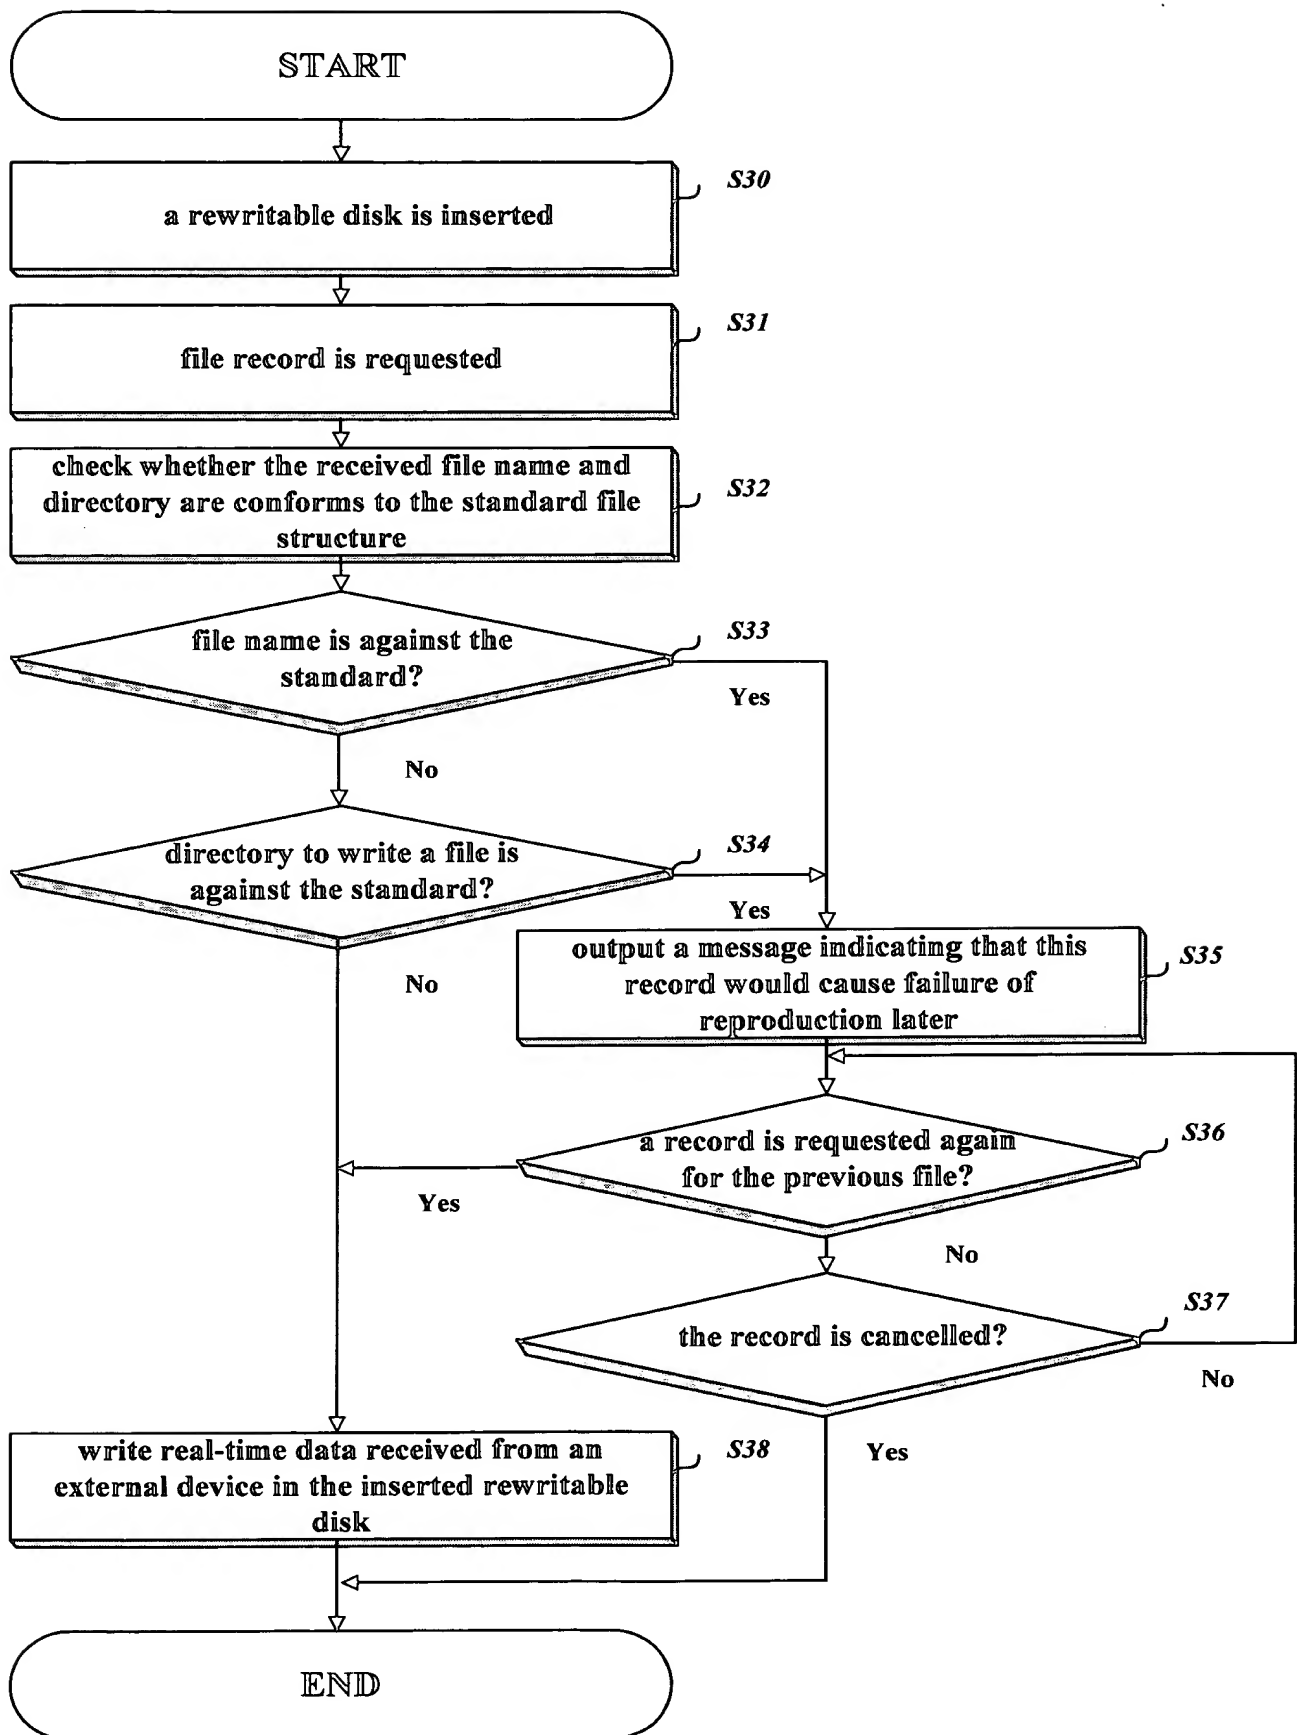 START
a rewritable disk is inserted
S30
file record is requested
S31
check whether the received file name and
directory are conforms to the standard file
structure
S32
file name is against the
standard?
S33
Yes
No
directory to write a file is
against the standard?
S34
Yes
No
output a message indicating that this
record would cause failure of
reproduction later
S35
a record is requested again
for the previous file?
S36
Yes
No
the record is cancelled?
S37
No
Yes
write real-time data received from an
external device in the inserted rewritable
disk
S38
END